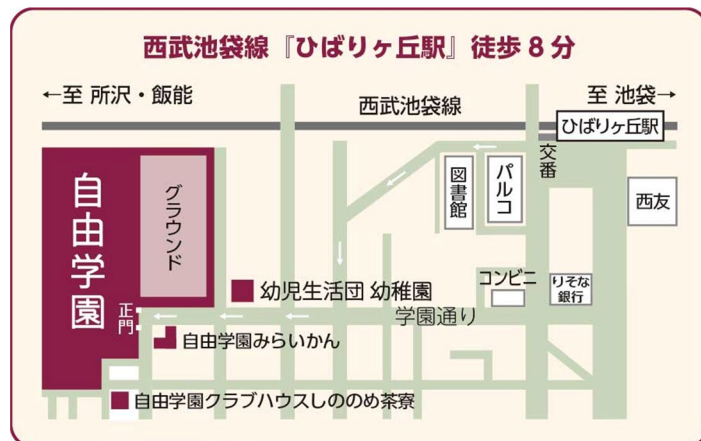 西武池袋線『ひばりヶ丘駅』徒歩8分
←至 所沢・飯能
西武池袋線
至 池袋→
ひばりヶ丘駅
交番
図書館
パルコ
西友
自由学園
グラウンド
コンビニ
りそな
銀行
幼児生活団 幼稚園
学園通り
正門
自由学園みらいかん
自由学園クラブハウスしののめ茶寮